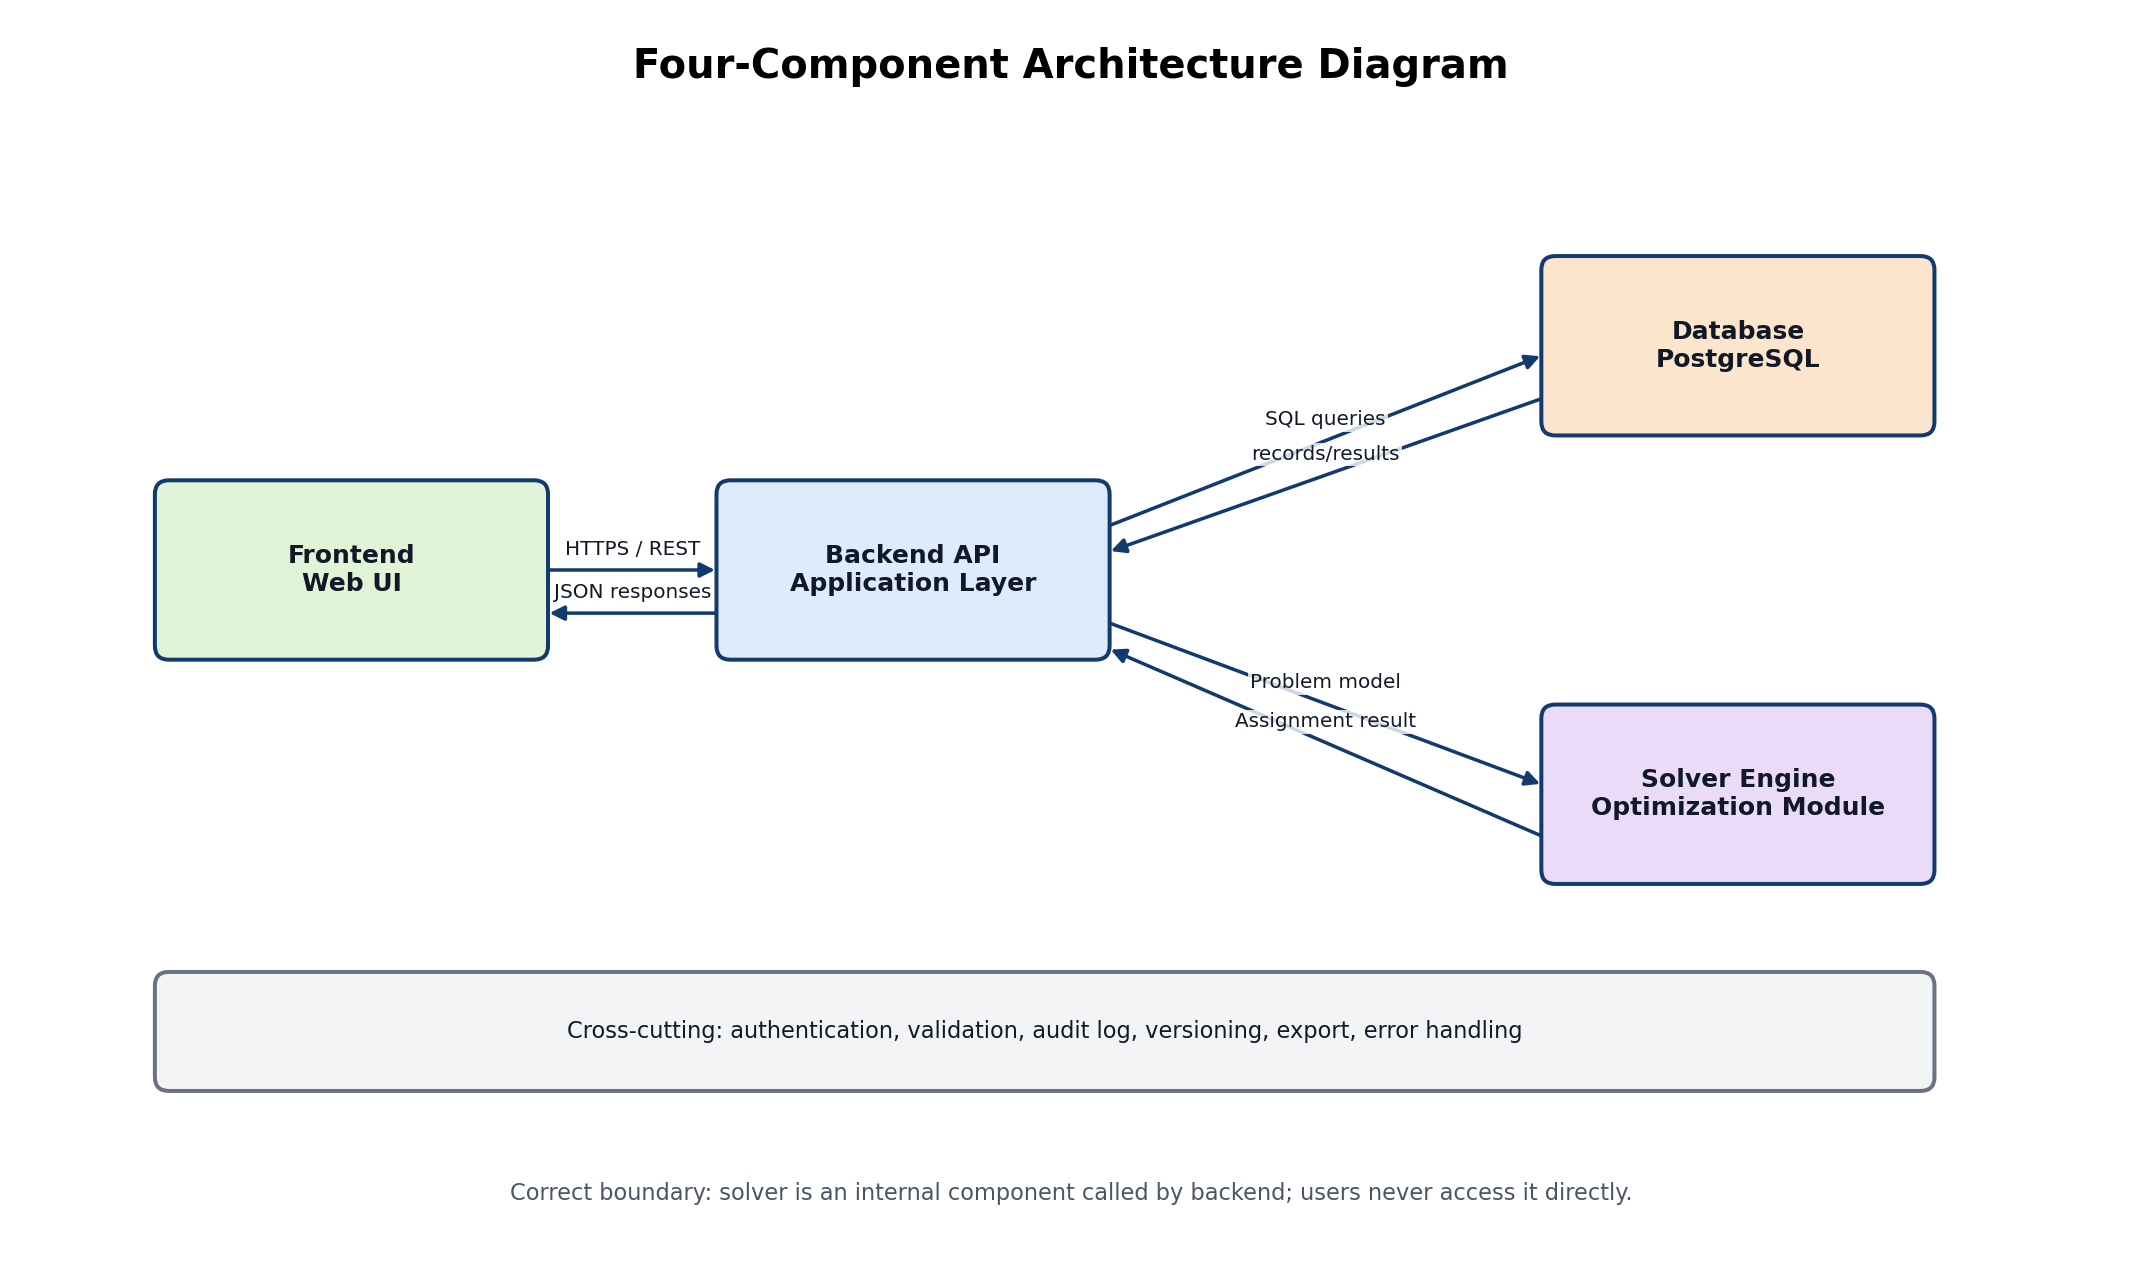 Four-Component Architecture Diagram
Database
PostgreSQL
SQL queries
records/results
Frontend
Web UI
HTTPS / REST
JSON responses
Backend API
Application Layer
Problem model
Assignment result
Solver Engine
Optimization Module
Cross-cutting: authentication, validation, audit log, versioning, export, error handling
Correct boundary: solver is an internal component called by backend; users never access it directly.